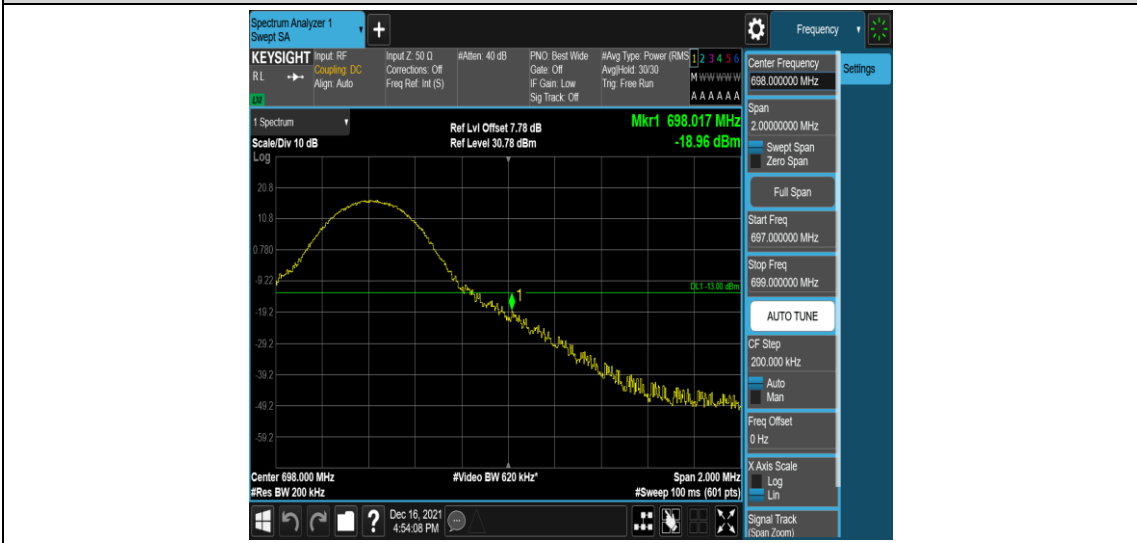 Spectrum Analyzer 1
Swept SA
+
Frequency
KEYSIGHT
Input: RF
Input Z: 50 Ω
#Atten: 40 dB
PNO: Best Wide
#Avg Type: Power (RMS
1 2 3 4 5 6
RL
Coupling: DC
Corrections: Off
Gate: Off
Avg|Hold: 30/30
M W W W W W
Align: Auto
Freq Ref: Int (S)
IF Gain: Low
Trig: Free Run
Sig Track: Off
A A A A A A
LXI
1 Spectrum
Scale/Div 10 dB
Ref Lvl Offset 7.78 dB
Ref Level 30.78 dBm
Mkr1 698.017 MHz
-18.96 dBm
Log
20.8
10.8
0.780
-9.22
-19.2
-29.2
-39.2
-49.2
-59.2
DL1 -13.00 dBm
1
Center 698.000 MHz
#Video BW 620 kHz*
Span 2.000 MHz
#Res BW 200 kHz
#Sweep 100 ms (601 pts)
?
Dec 16, 2021
4:54:08 PM
Center Frequency
698.000000 MHz
Settings
Span
2.00000000 MHz
Swept Span
Zero Span
Full Span
Start Freq
697.000000 MHz
Stop Freq
699.000000 MHz
AUTO TUNE
CF Step
200.000 kHz
Auto
Man
Freq Offset
0 Hz
X Axis Scale
Log
Lin
Signal Track
(Span Zoom)